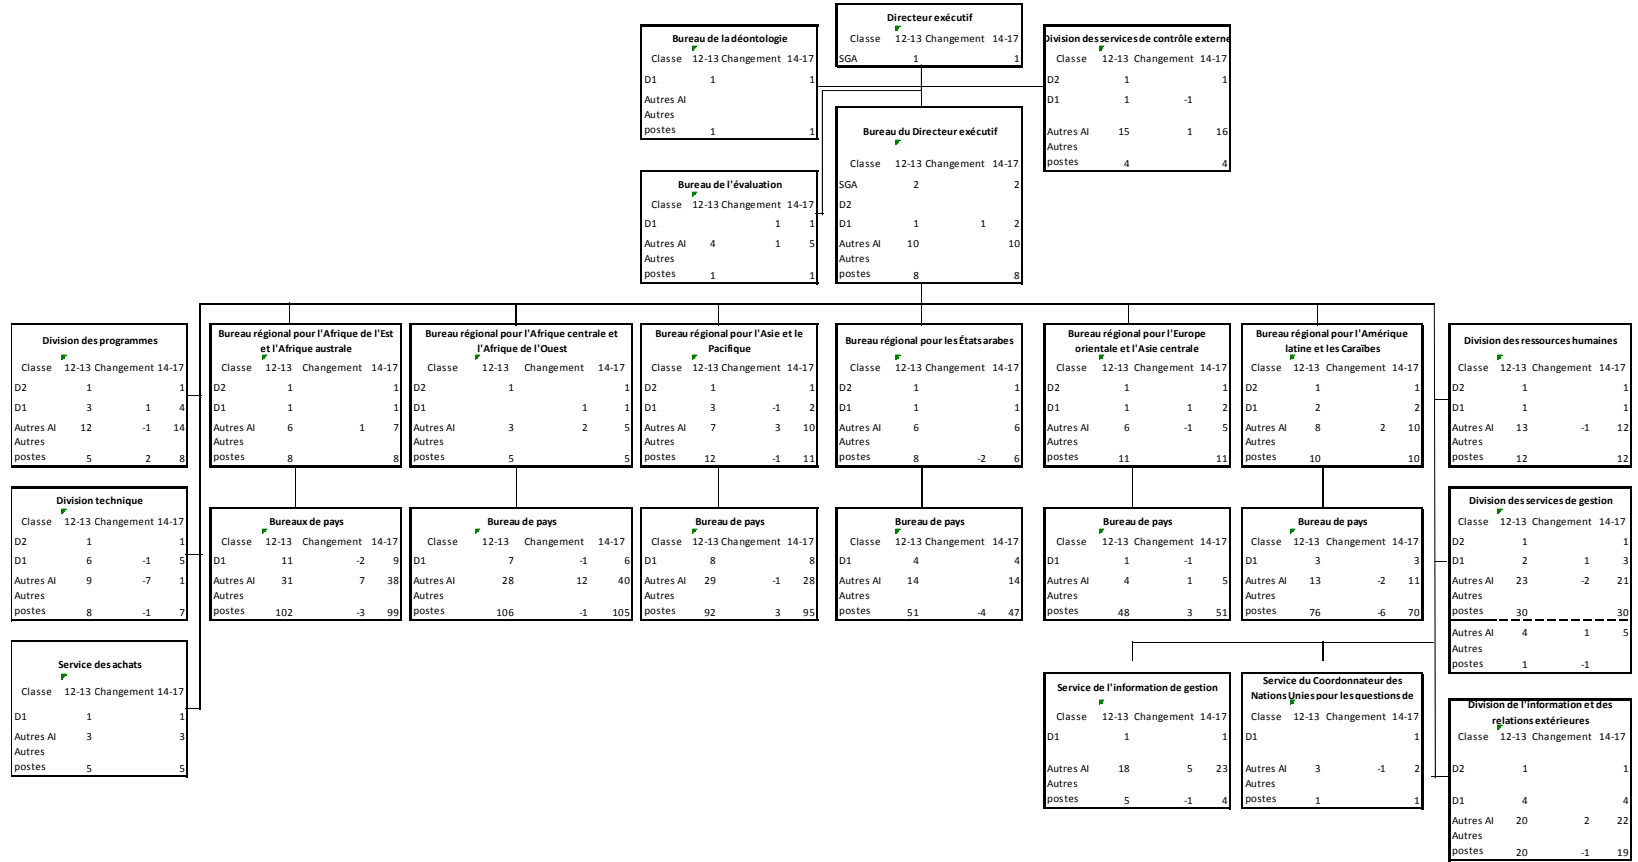 Directeur exécutif
Classe 12-13 Changement 14-17
SGA 1 1
Bureau de la déontologie
Classe 12-13 Changement 14-17
D1 1 1
Autres AI
Autres
postes 1 1
Division des services de contrôle externe
Classe 12-13 Changement 14-17
D2 1 1
D1 1 -1
Autres AI 15 1 16
Autres
postes 4 4
Bureau du Directeur exécutif
Classe 12-13 Changement 14-17
SGA 2 2
D2
D1 1 1 2
Autres AI 10 10
Autres
postes 8 8
Bureau de l'évaluation
Classe 12-13 Changement 14-17
D1 1 1
Autres AI 4 1 5
Autres
postes 1 1
Division des programmes
Classe 12-13 Changement 14-17
D2 1 1
D1 3 1 4
Autres AI 12 -1 14
Autres
postes 5 2 8
Bureau régional pour l'Afrique de l'Est
et l'Afrique australe
Classe 12-13 Changement 14-17
D2 1 1
D1 1 1
Autres AI 6 1 7
Autres
postes 8 8
Bureau régional pour l'Afrique centrale et
l'Afrique de l'Ouest
Classe 12-13 Changement 14-17
D2 1 1
D1 1 1
Autres AI 3 2 5
Autres
postes 5 5
Bureau régional pour l'Asie et le
Pacifique
Classe 12-13 Changement 14-17
D2 1 1
D1 3 -1 2
Autres AI 7 3 10
Autres
postes 12 -1 11
Bureau régional pour les États arabes
Classe 12-13 Changement 14-17
D2 1 1
D1 1 1
Autres AI 6 6
Autres
postes 8 -2 6
Bureau régional pour l'Europe
orientale et l'Asie centrale
Classe 12-13 Changement 14-17
D2 1 1
D1 1 1 2
Autres AI 6 -1 5
Autres
postes 11 11
Bureau régional pour l'Amérique
latine et les Caraïbes
Classe 12-13 Changement 14-17
D2 1 1
D1 2 2
Autres AI 8 2 10
Autres
postes 10 10
Division des ressources humaines
Classe 12-13 Changement 14-17
D2 1 1
D1 1 1
Autres AI 13 -1 12
Autres
postes 12 12
Division technique
Classe 12-13 Changement 14-17
D2 1 1
D1 6 -1 5
Autres AI 9 -7 1
Autres
postes 8 -1 7
Bureaux de pays
Classe 12-13 Changement 14-17
D1 11 -2 9
Autres AI 31 7 38
Autres
postes 102 -3 99
Bureau de pays
Classe 12-13 Changement 14-17
D1 7 -1 6
Autres AI 28 12 40
Autres
postes 106 -1 105
Bureau de pays
Classe 12-13 Changement 14-17
D1 8 8
Autres AI 29 -1 28
Autres
postes 92 3 95
Bureau de pays
Classe 12-13 Changement 14-17
D1 4 4
Autres AI 14 14
Autres
postes 51 -4 47
Bureau de pays
Classe 12-13 Changement 14-17
D1 1 -1
Autres AI 4 1 5
Autres
postes 48 3 51
Bureau de pays
Classe 12-13 Changement 14-17
D1 3 3
Autres AI 13 -2 11
Autres
postes 76 -6 70
Division des services de gestion
Classe 12-13 Changement 14-17
D2 1 1
D1 2 1 3
Autres AI 23 -2 21
Autres
postes 30 30
Autres AI 4 1 5
Autres
postes 1 -1
Service des achats
Classe 12-13 Changement 14-17
D1 1 1
Autres AI 3 3
Autres
postes 5 5
Service de l'information de gestion
Classe 12-13 Changement 14-17
D1 1 1
Autres AI 18 5 23
Autres
postes 5 -1 4
Service du Coordonnateur des
Nations Unies pour les questions de
Classe 12-13 Changement 14-17
D1 1
Autres AI 3 -1 2
Autres
postes 1 1
Division de l'information et des
relations extérieures
Classe 12-13 Changement 14-17
D2 1 1
D1 4 4
Autres AI 20 2 22
Autres
postes 20 -1 19